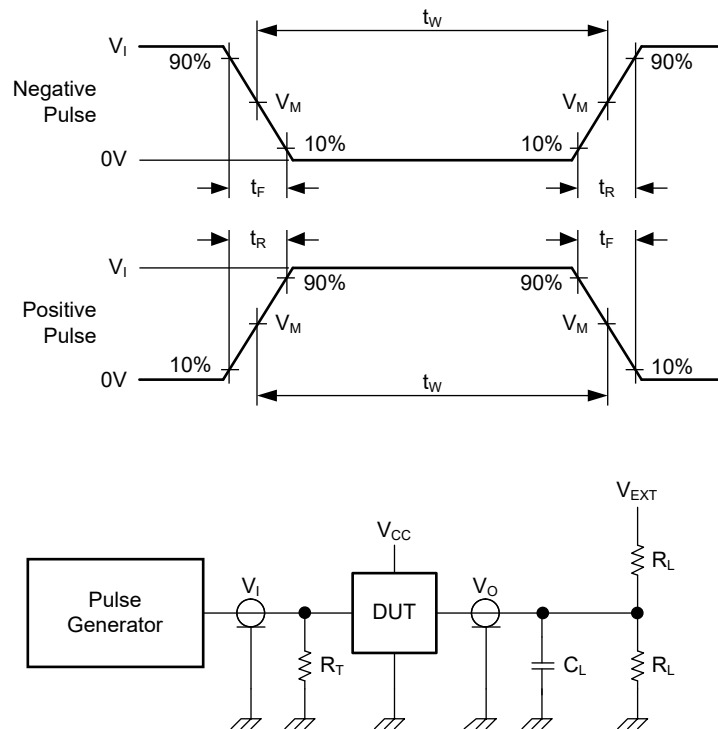 tW
VI
90%
90%
Negative
Pulse
VM
VM
10%
10%
0V
tF
tR
tR
tF
VI
90%
90%
Positive
Pulse
VM
VM
10%
10%
0V
tW
VEXT
VCC
RL
VI
VO
Pulse
Generator
DUT
RT
CL
RL